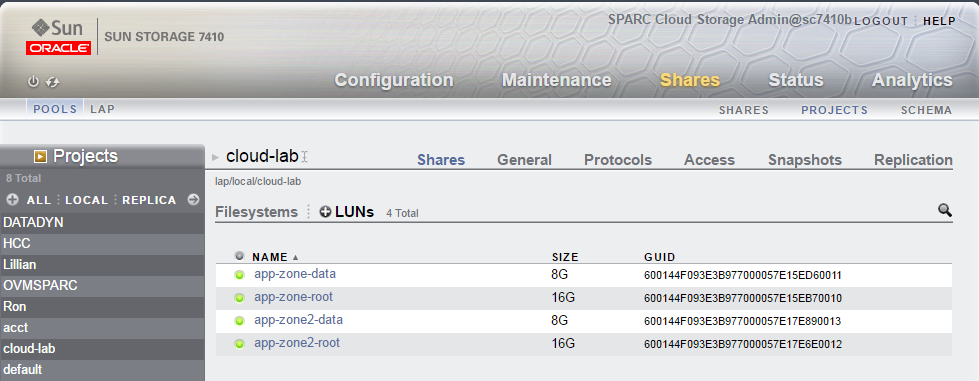 Sun
ORACLE
SUN STORAGE 7410
SPARC Cloud Storage Admin@sc7410b LOGOUT HELP
Configuration Maintenance Shares Status Analytics
POOLS LAP
SHARES PROJECTS SCHEMA
Projects
8 Total
ALL LOCAL REPLICA
DATADYN
HCC
Lillian
OVMSPARC
Ron
acct
cloud-lab
default
cloud-lab
Shares General Protocols Access Snapshots Replication
lap/local/cloud-lab
Filesystems LUNs 4 Total
NAME SIZE GUID
app-zone-data 8G 600144F093E3B977000057E15ED60011
app-zone-root 16G 600144F093E3B977000057E15EB70010
app-zone2-data 8G 600144F093E3B977000057E17E890013
app-zone2-root 16G 600144F093E3B977000057E17E6E0012